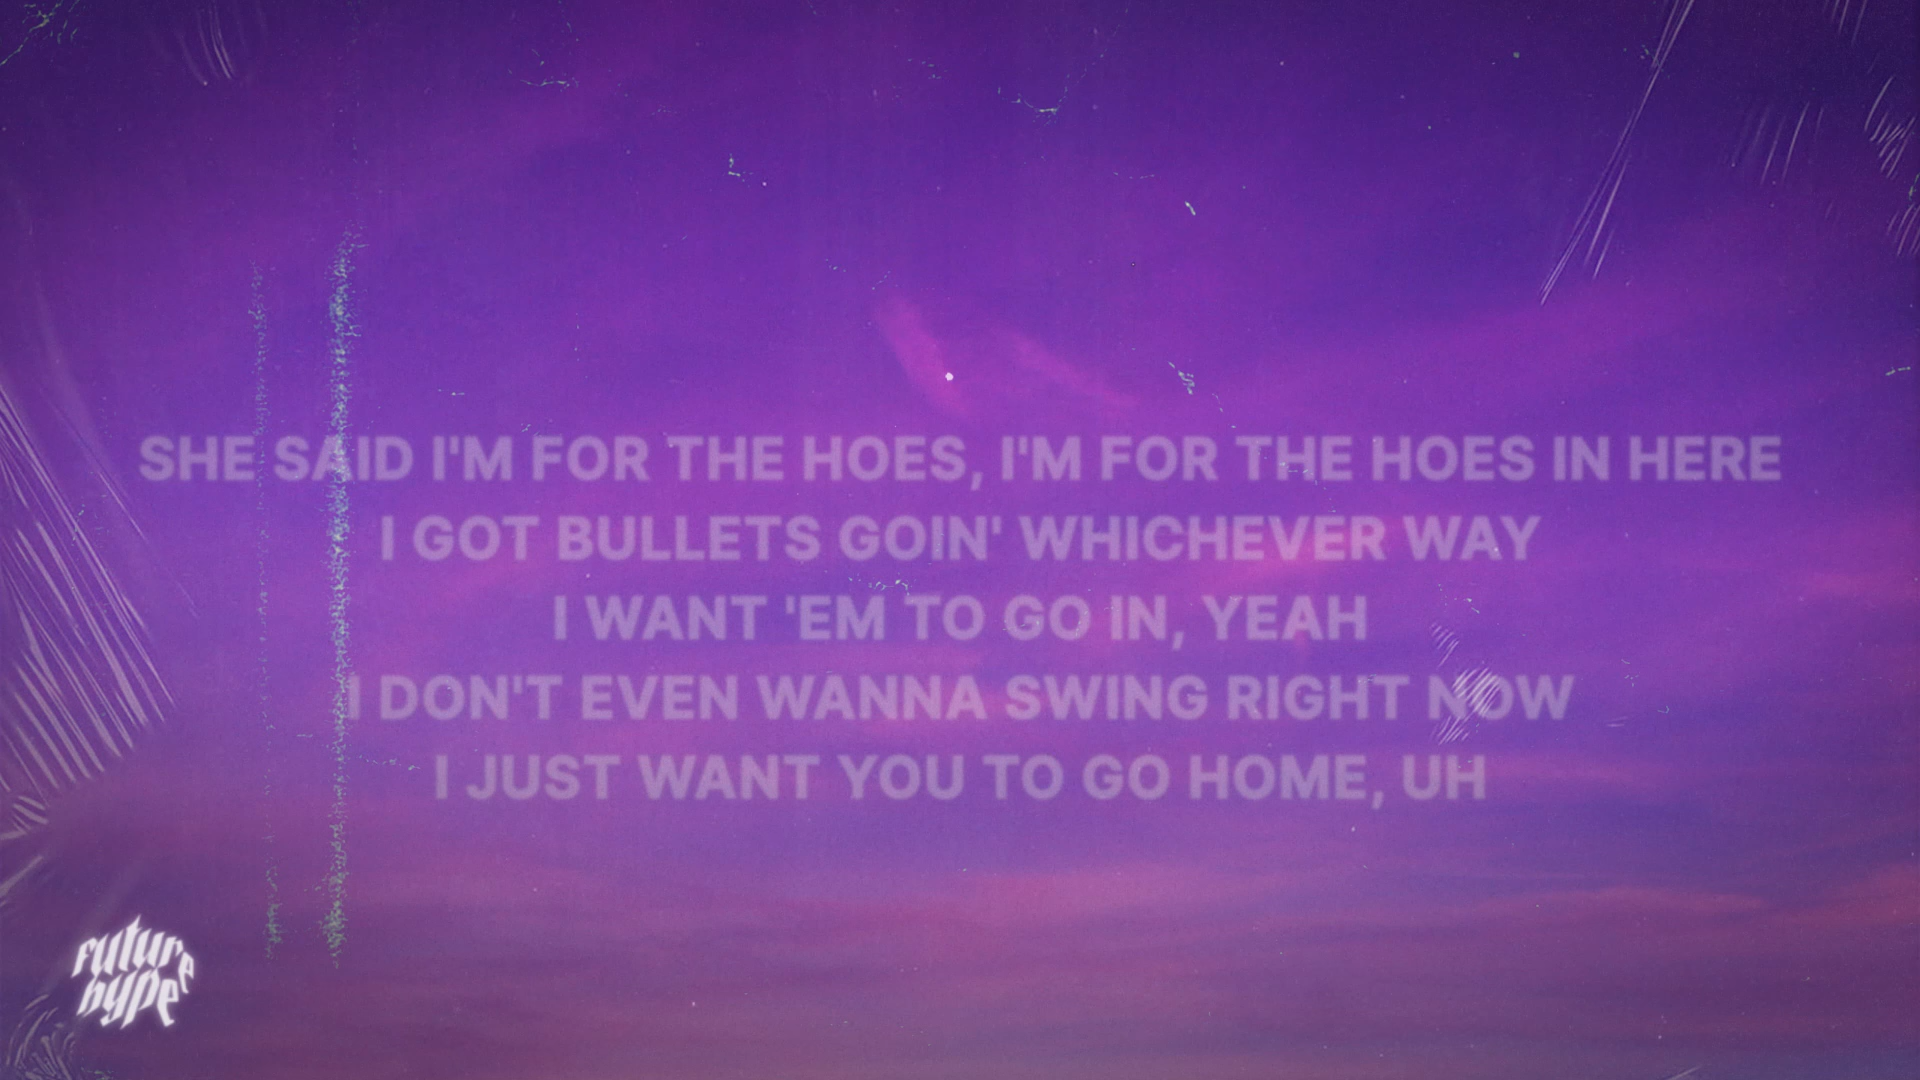 SHE SAID I'M FOR THE HOES, I'M FOR THE HOES IN HERE
I GOT BULLETS GOIN' WHICHEVER WAY
I WANT 'EM TO GO IN, YEAH
I DON'T EVEN WANNA SWING RIGHT NOW
I JUST WANT YOU TO GO HOME, UH
future
hype